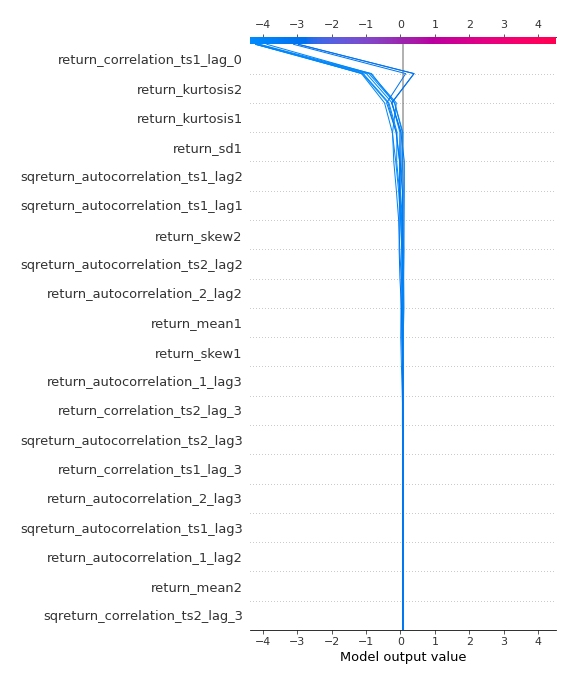 −4 −3 −2 −1 0 1 2 3 4
return_correlation_ts1_lag_0
return_kurtosis2
return_kurtosis1
return_sd1
sqreturn_autocorrelation_ts1_lag2
sqreturn_autocorrelation_ts1_lag1
return_skew2
sqreturn_autocorrelation_ts2_lag2
return_autocorrelation_2_lag2
return_mean1
return_skew1
return_autocorrelation_1_lag3
return_correlation_ts2_lag_3
sqreturn_autocorrelation_ts2_lag3
return_correlation_ts1_lag_3
return_autocorrelation_2_lag3
sqreturn_autocorrelation_ts1_lag3
return_autocorrelation_1_lag2
return_mean2
sqreturn_correlation_ts2_lag_3
−4 −3 −2 −1 0 1 2 3 4
Model output value